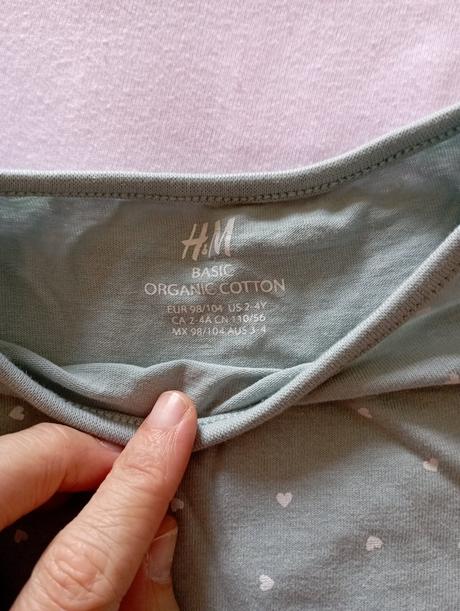 H&M
BASIC
ORGANIC COTTON
EUR 98/104 US 2-4Y
CA 2-4A CN 110/56
MX 98/104 AUS 3-4